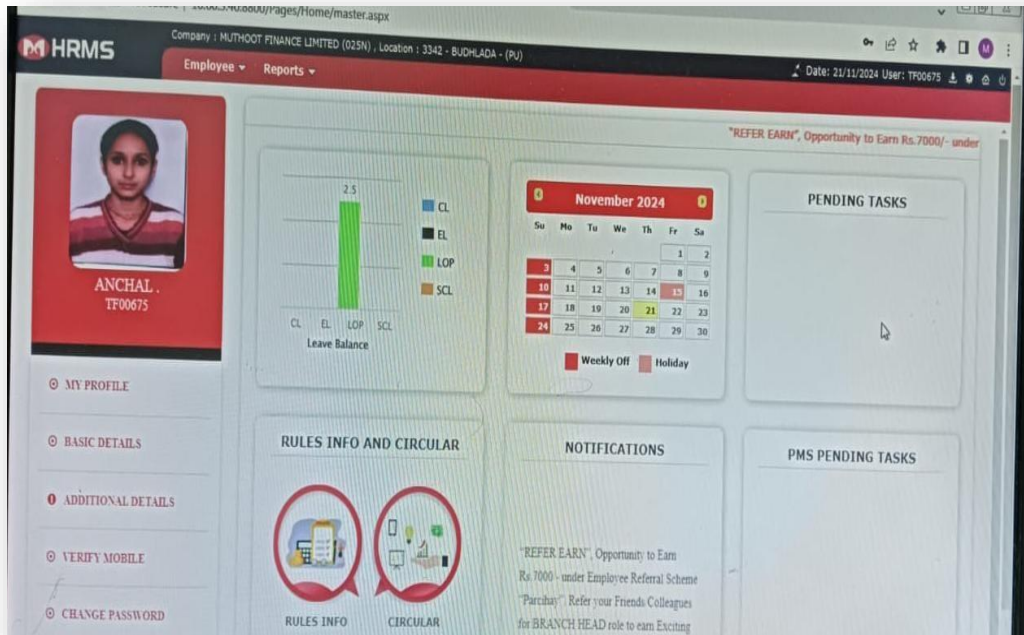 /Pages/Home/master.aspx
M HRMS
Company : MUTHOOT FINANCE LIMITED (025N) , Location : 3342 - BUDHLADA - (PU)
Employee Reports
Date: 21/11/2024 User: TF00675
M
"REFER EARN", Opportunity to Earn Rs.7000/- under
ANCHAL .
TF00675
MY PROFILE
BASIC DETAILS
ADDITIONAL DETAILS
VERIFY MOBILE
CHANGE PASSWORD
2.5
CL
EL
LOP
SCL
CL EL LOP SCL
Leave Balance
November 2024
Su Mo Tu We Th Fr Sa
1 2
3 4 5 6 7 8 9
10 11 12 13 14 15 16
17 18 19 20 21 22 23
24 25 26 27 28 29 30
Weekly Off Holiday
PENDING TASKS
RULES INFO AND CIRCULAR
RULES INFO CIRCULAR
NOTIFICATIONS
"REFER EARN", Opportunity to Earn
Rs.7000 - under Employee Referral Scheme
"Parcihay" Refer your Friends Colleagues
for BRANCH HEAD role to earn Exciting
PMS PENDING TASKS